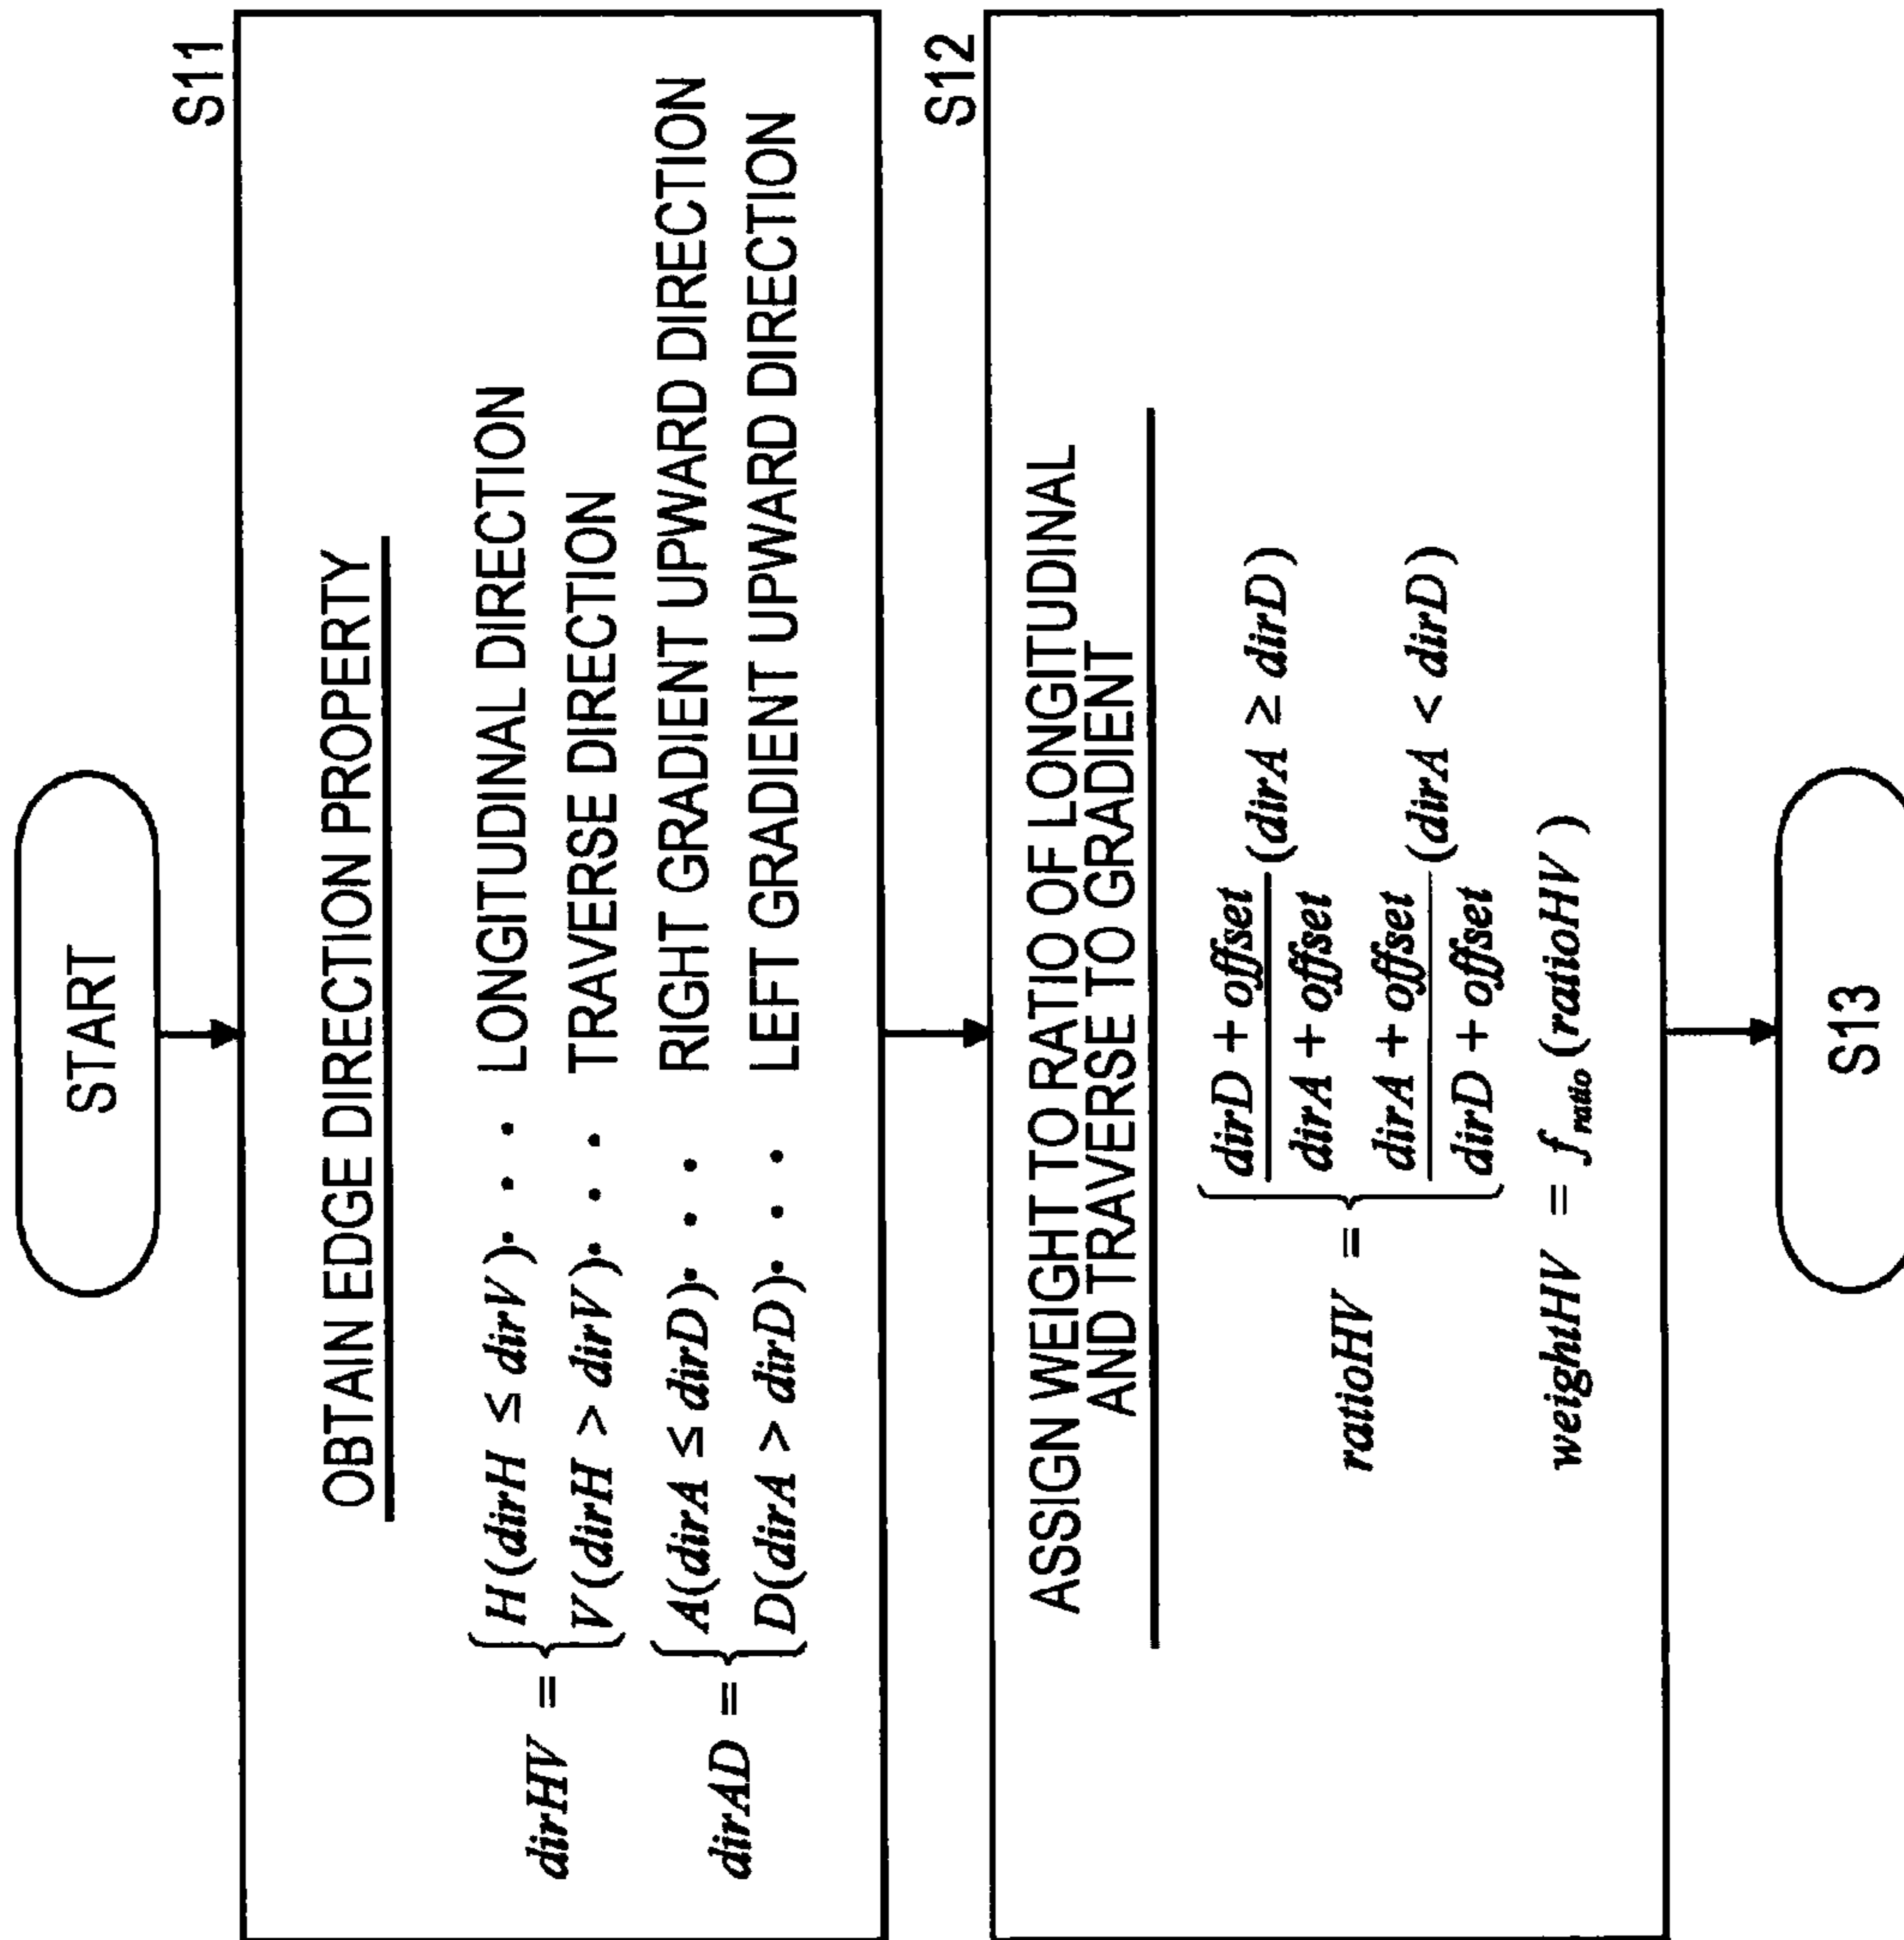 START
S11
OBTAIN EDGE DIRECTION PROPERTY
dirHV = { H(dirH ≤ dirV)・・・ LONGITUDINAL DIRECTION
V(dirH > dirV)・・・ TRAVERSE DIRECTION
dirAD = { A(dirA ≤ dirD)・・・ RIGHT GRADIENT UPWARD DIRECTION
D(dirA > dirD)・・・ LEFT GRADIENT UPWARD DIRECTION
S12
ASSIGN WEIGHT TO RATIO OF LONGITUDINAL
AND TRAVERSE TO GRADIENT
ratioHV = { dirD + offset / dirA + offset (dirA ≥ dirD)
dirA + offset / dirD + offset (dirA < dirD)
weightHV = f ratio (ratioHV)
S13